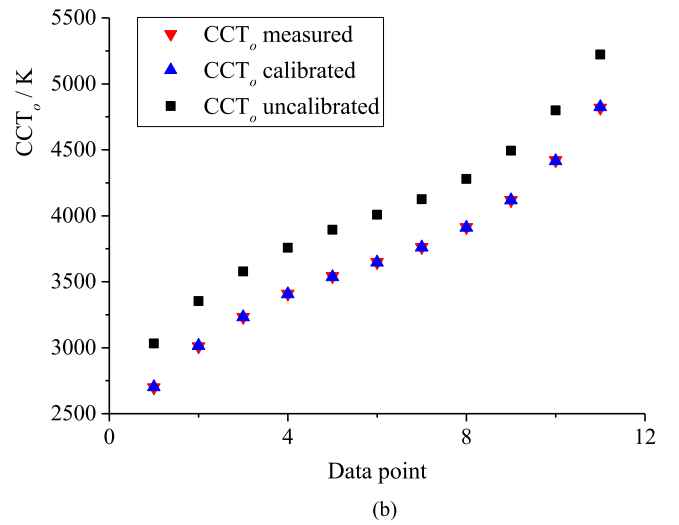 5500
5000
4500
4000
3500
3000
2500
CCTo / K
CCTo measured
CCTo calibrated
CCTo uncalibrated
0
4
8
12
Data point
(b)